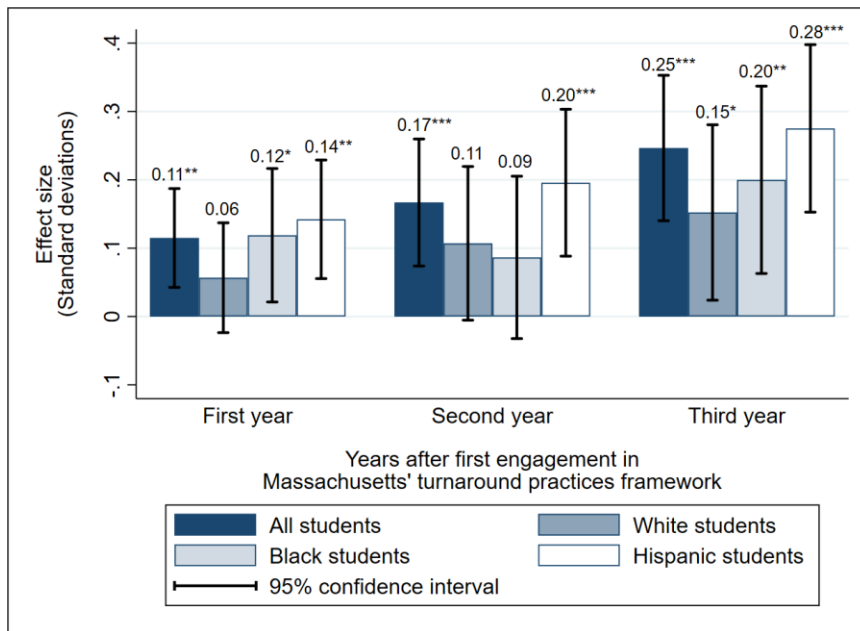 .4
.3
.2
.1
0
-.1
Effect size
(Standard deviations)
0.11**
0.06
0.12*
0.14**
0.17***
0.11
0.09
0.20***
0.25***
0.15*
0.20**
0.28***
First year
Second year
Third year
Years after first engagement in
Massachusetts' turnaround practices framework
All students
White students
Black students
Hispanic students
95% confidence interval